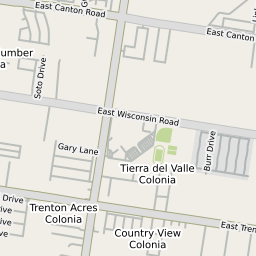 East Canton Road
East Canton
umber
a
Soto Drive
East Wisconsin Road
Gary Lane
Burr Drive
Tierra del Valle
Colonia
Drive
Trenton Acres
Colonia
East Tren
Country View
Colonia